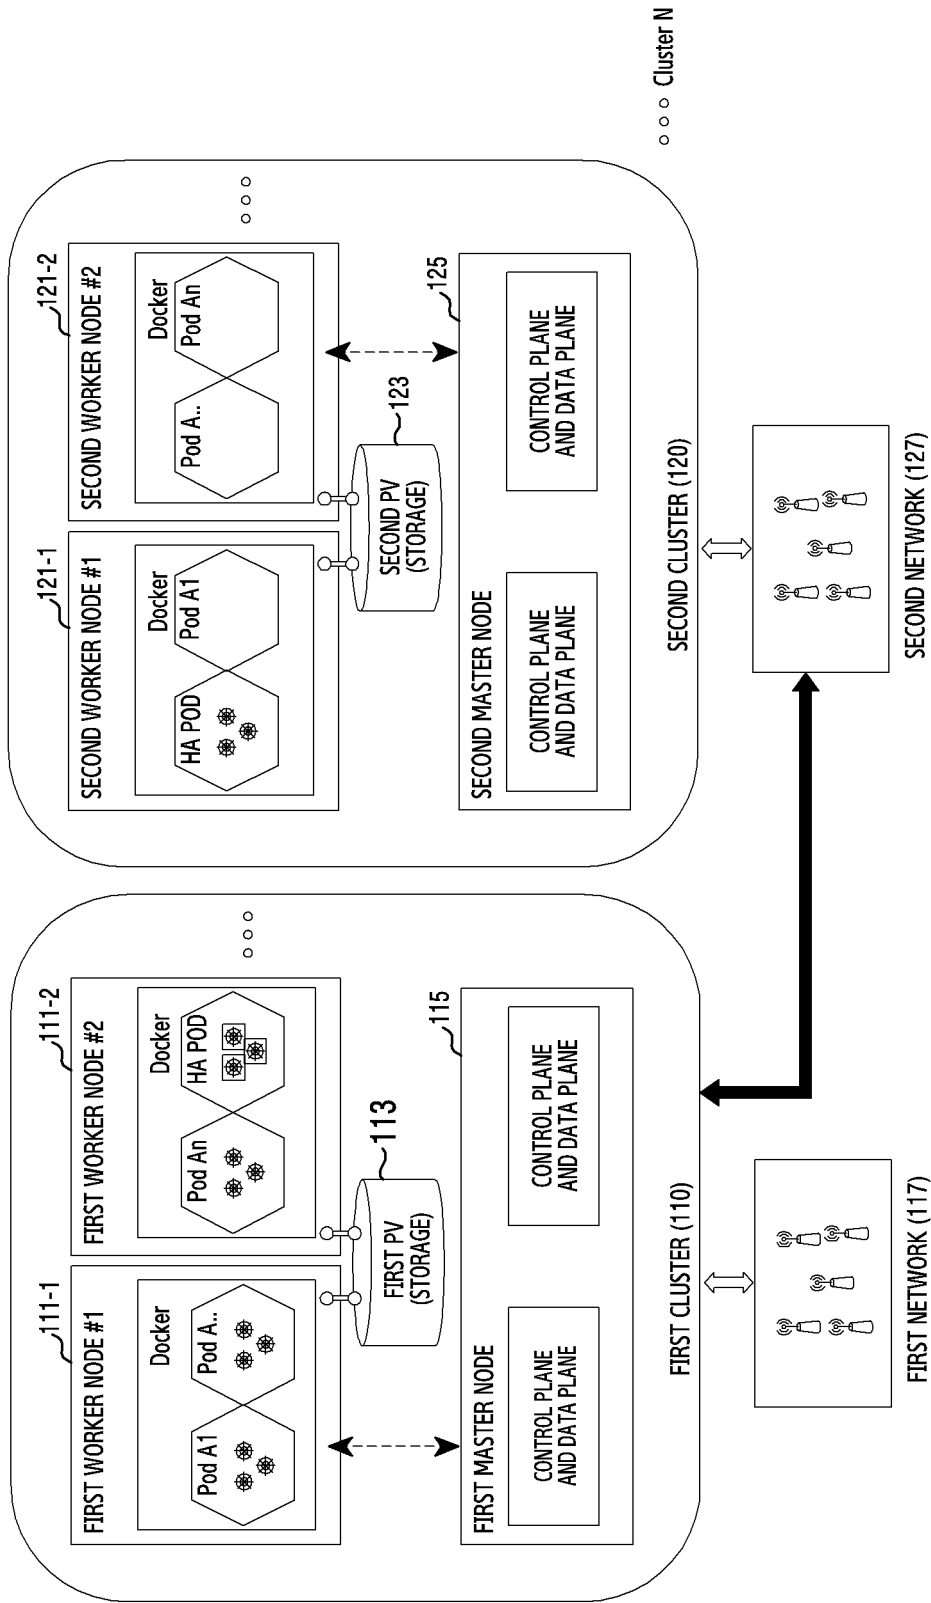 111-1
FIRST WORKER NODE #1
Docker
Pod A1
Pod A..
111-2
FIRST WORKER NODE #2
Docker
Pod An
HA POD
113
FIRST PV
(STORAGE)
115
FIRST MASTER NODE
CONTROL PLANE
AND DATA PLANE
CONTROL PLANE
AND DATA PLANE
FIRST CLUSTER (110)
FIRST NETWORK (117)
121-1
SECOND WORKER NODE #1
Docker
HA POD
Pod A1
121-2
SECOND WORKER NODE #2
Docker
Pod A..
Pod An
123
SECOND PV
(STORAGE)
125
SECOND MASTER NODE
CONTROL PLANE
AND DATA PLANE
CONTROL PLANE
AND DATA PLANE
SECOND CLUSTER (120)
SECOND NETWORK (127)
Cluster N